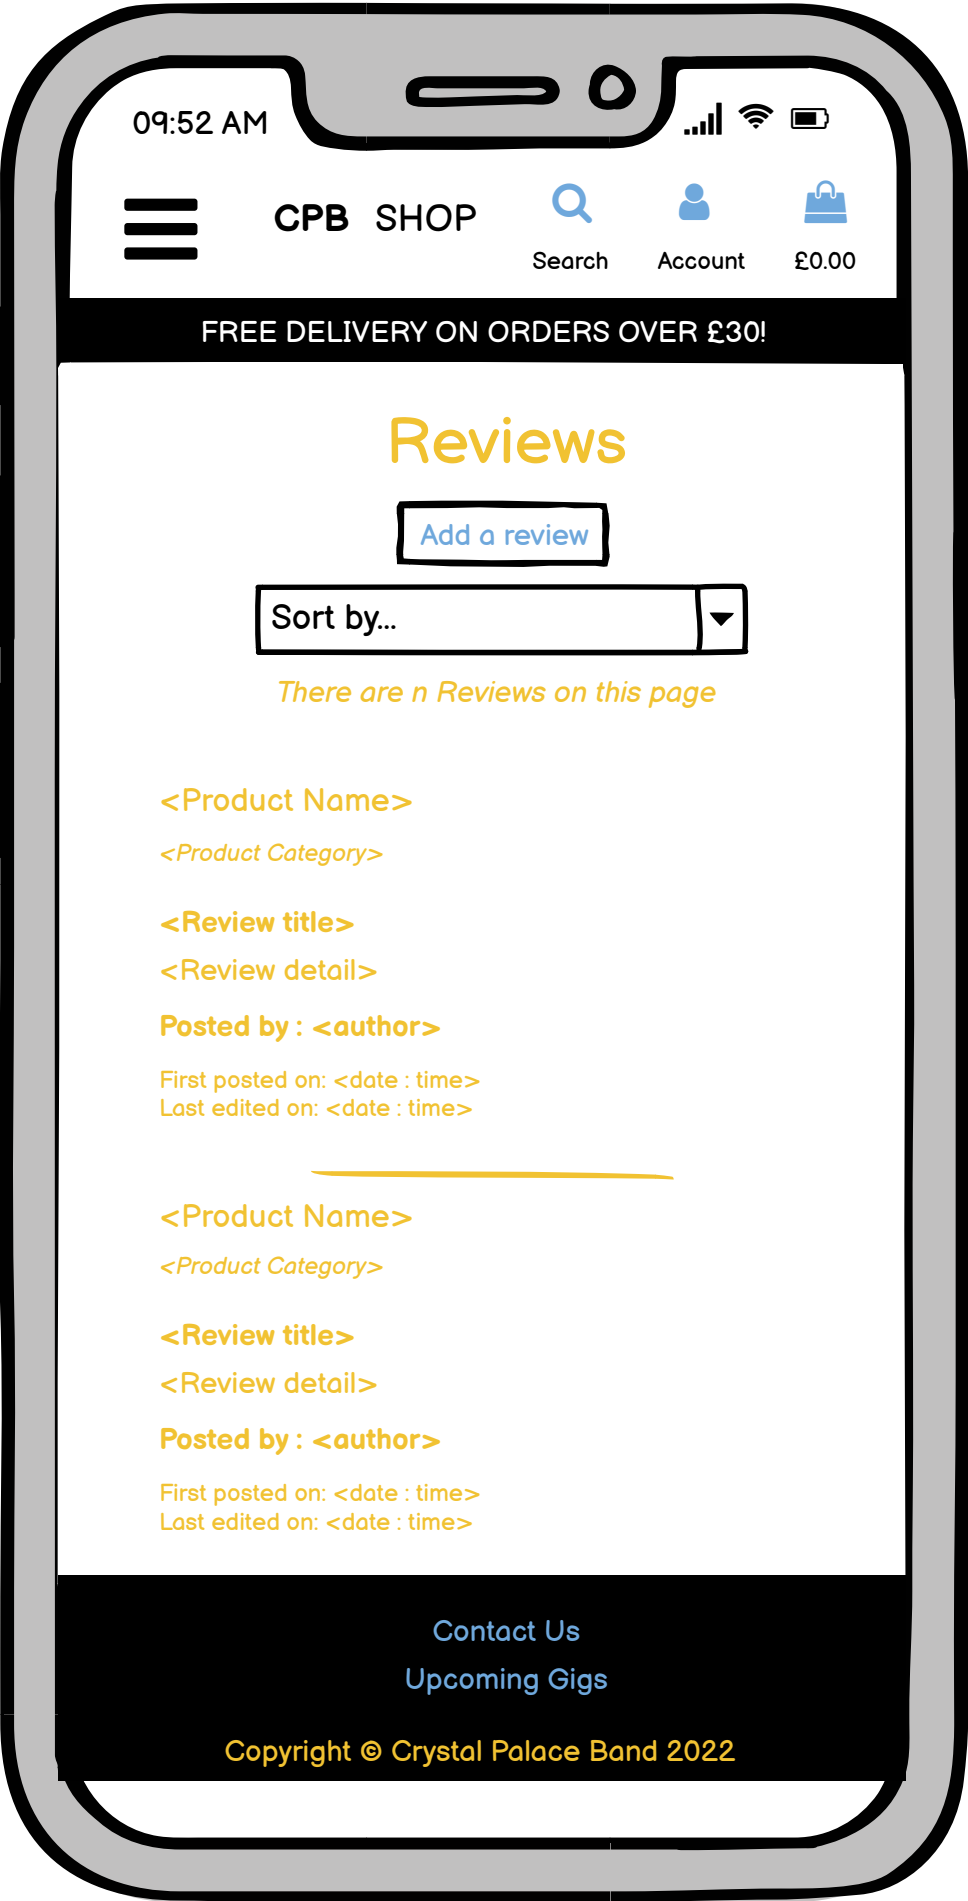 09:52 AM
CPB SHOP
Search Account £0.00
FREE DELIVERY ON ORDERS OVER £30!
Reviews
Add a review
Sort by...
There are n Reviews on this page
<Product Name>
<Product Category>
<Review title>
<Review detail>
Posted by : <author>
First posted on: <date : time>
Last edited on: <date : time>
<Product Name>
<Product Category>
<Review title>
<Review detail>
Posted by : <author>
First posted on: <date : time>
Last edited on: <date : time>
Contact Us
Upcoming Gigs
Copyright © Crystal Palace Band 2022